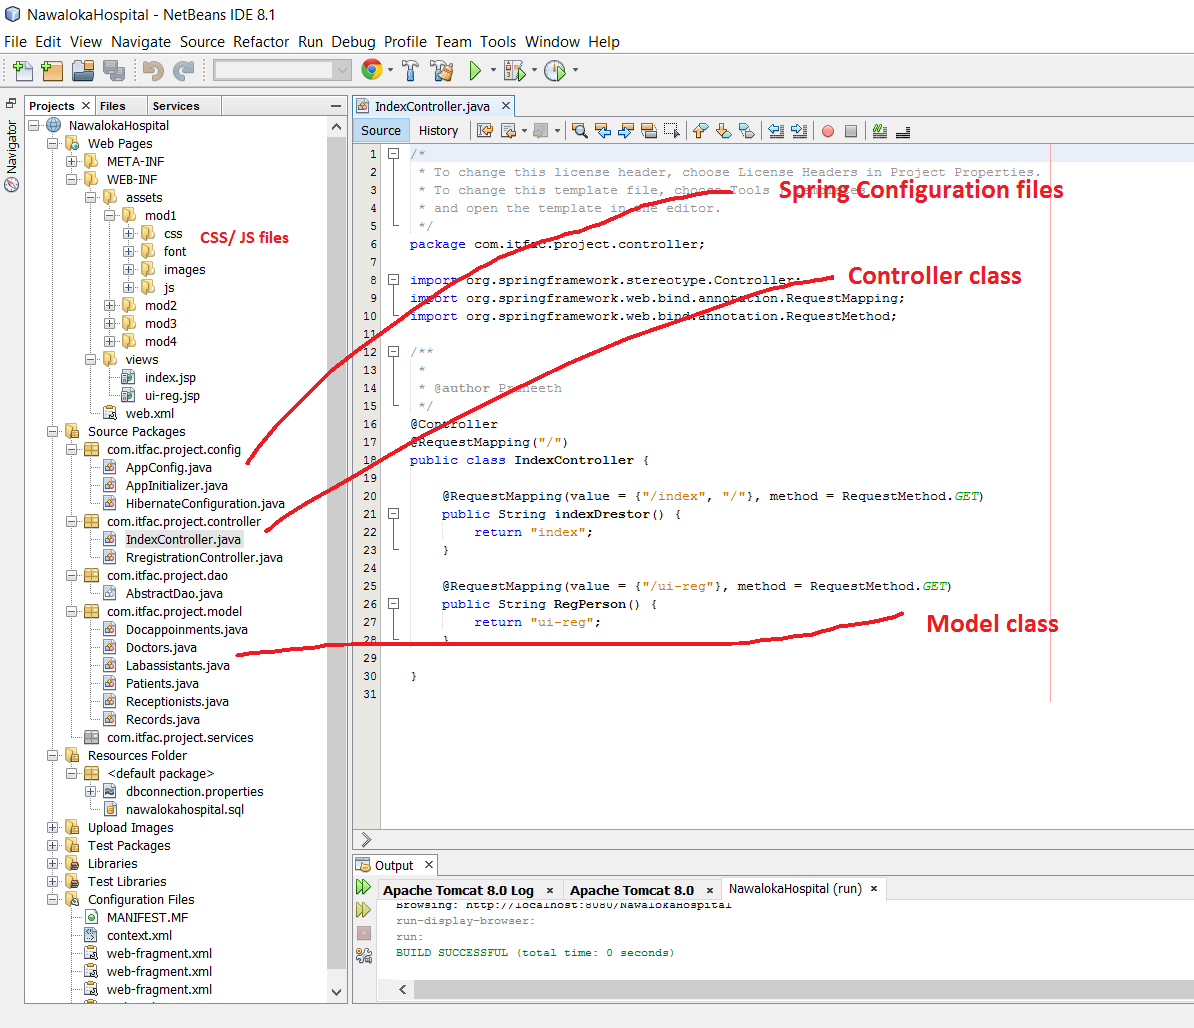 NawalokaHospital - NetBeans IDE 8.1
File Edit View Navigate Source Refactor Run Debug Profile Team Tools Window Help
Navigator
Projects Files Services
NawalokaHospital
Web Pages
META-INF
WEB-INF
assets
mod1
css
font
images
js
mod2
mod3
mod4
views
index.jsp
ui-reg.jsp
web.xml
Source Packages
com.itfac.project.config
AppConfig.java
AppInitializer.java
HibernateConfiguration.java
com.itfac.project.controller
IndexController.java
RregistrationController.java
com.itfac.project.dao
AbstractDao.java
com.itfac.project.model
Docappoinments.java
Doctors.java
Labassistants.java
Patients.java
Receptionists.java
Records.java
com.itfac.project.services
Resources Folder
<default package>
dbconnection.properties
nawalokahospital.sql
Upload Images
Test Packages
Libraries
Test Libraries
Configuration Files
MANIFEST.MF
context.xml
web-fragment.xml
web-fragment.xml
web-fragment.xml
CSS/ JS files
IndexController.java
Source History
1 /*
2 * To change this license header, choose License Headers in Project Properties.
3 * To change this template file, choose Tools
4 * and open the template in the editor.
5 */
6 package com.itfac.project.controller;
7
8 import org.springframework.stereotype.Controller;
9 import org.springframework.web.bind.annotation.RequestMapping;
10 import org.springframework.web.bind.annotation.RequestMethod;
11
12 /**
13 *
14 * @author Praneeth
15 */
16 @Controller
17 @RequestMapping("/")
18 public class IndexController {
19
20 @RequestMapping(value = {"/index", "/"}, method = RequestMethod.GET)
21 public String indexDrestor() {
22 return "index";
23 }
24
25 @RequestMapping(value = {"/ui-reg"}, method = RequestMethod.GET)
26 public String RegPerson() {
27 return "ui-reg";
28 }
29
30 }
31
Spring Configuration files
Controller class
Model class
Output
Apache Tomcat 8.0 Log Apache Tomcat 8.0 NawalokaHospital (run)
Browsing: http://localhost:8080/NawalokaHospital
run-display-browser:
run:
BUILD SUCCESSFUL (total time: 0 seconds)